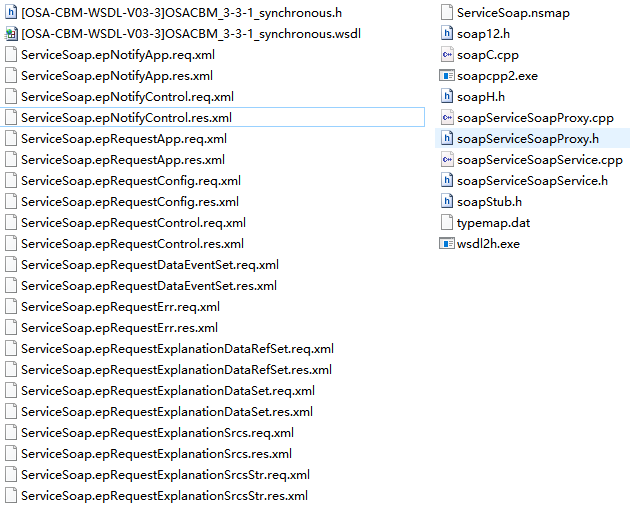 [OSA-CBM-WSDL-V03-3]OSACBM_3-3-1_synchronous.h
[OSA-CBM-WSDL-V03-3]OSACBM_3-3-1_synchronous.wsdl
ServiceSoap.epNotifyApp.req.xml
ServiceSoap.epNotifyApp.res.xml
ServiceSoap.epNotifyControl.req.xml
ServiceSoap.epNotifyControl.res.xml
ServiceSoap.epRequestApp.req.xml
ServiceSoap.epRequestApp.res.xml
ServiceSoap.epRequestConfig.req.xml
ServiceSoap.epRequestConfig.res.xml
ServiceSoap.epRequestControl.req.xml
ServiceSoap.epRequestControl.res.xml
ServiceSoap.epRequestDataEventSet.req.xml
ServiceSoap.epRequestDataEventSet.res.xml
ServiceSoap.epRequestErr.req.xml
ServiceSoap.epRequestErr.res.xml
ServiceSoap.epRequestExplanationDataRefSet.req.xml
ServiceSoap.epRequestExplanationDataRefSet.res.xml
ServiceSoap.epRequestExplanationDataSet.req.xml
ServiceSoap.epRequestExplanationDataSet.res.xml
ServiceSoap.epRequestExplanationSrcs.req.xml
ServiceSoap.epRequestExplanationSrcs.res.xml
ServiceSoap.epRequestExplanationSrcsStr.req.xml
ServiceSoap.epRequestExplanationSrcsStr.res.xml
ServiceSoap.nsmap
soap12.h
soapC.cpp
soapcpp2.exe
soapH.h
soapServiceSoapProxy.cpp
soapServiceSoapProxy.h
soapServiceSoapService.cpp
soapServiceSoapService.h
soapStub.h
typemap.dat
wsdl2h.exe